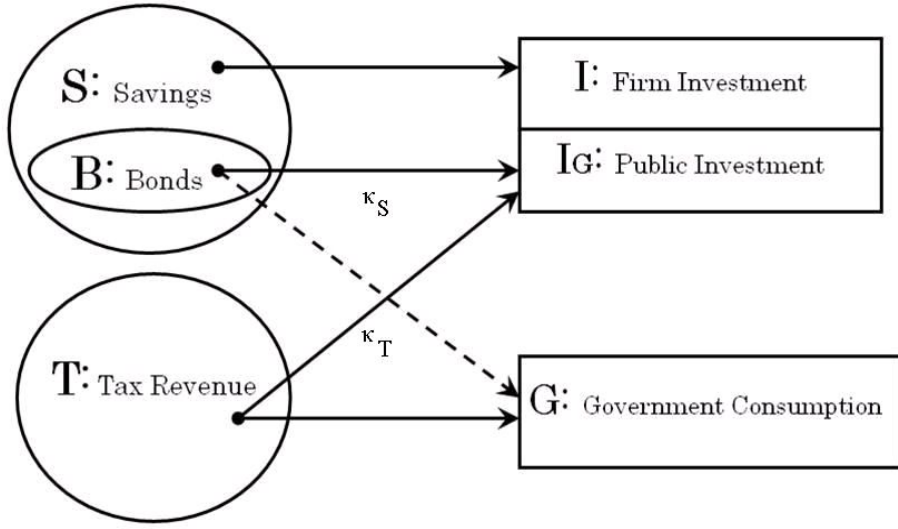 S: Savings
I: Firm Investment
B: Bonds
IG: Public Investment
κS
κT
T: Tax Revenue
G: Government Consumption